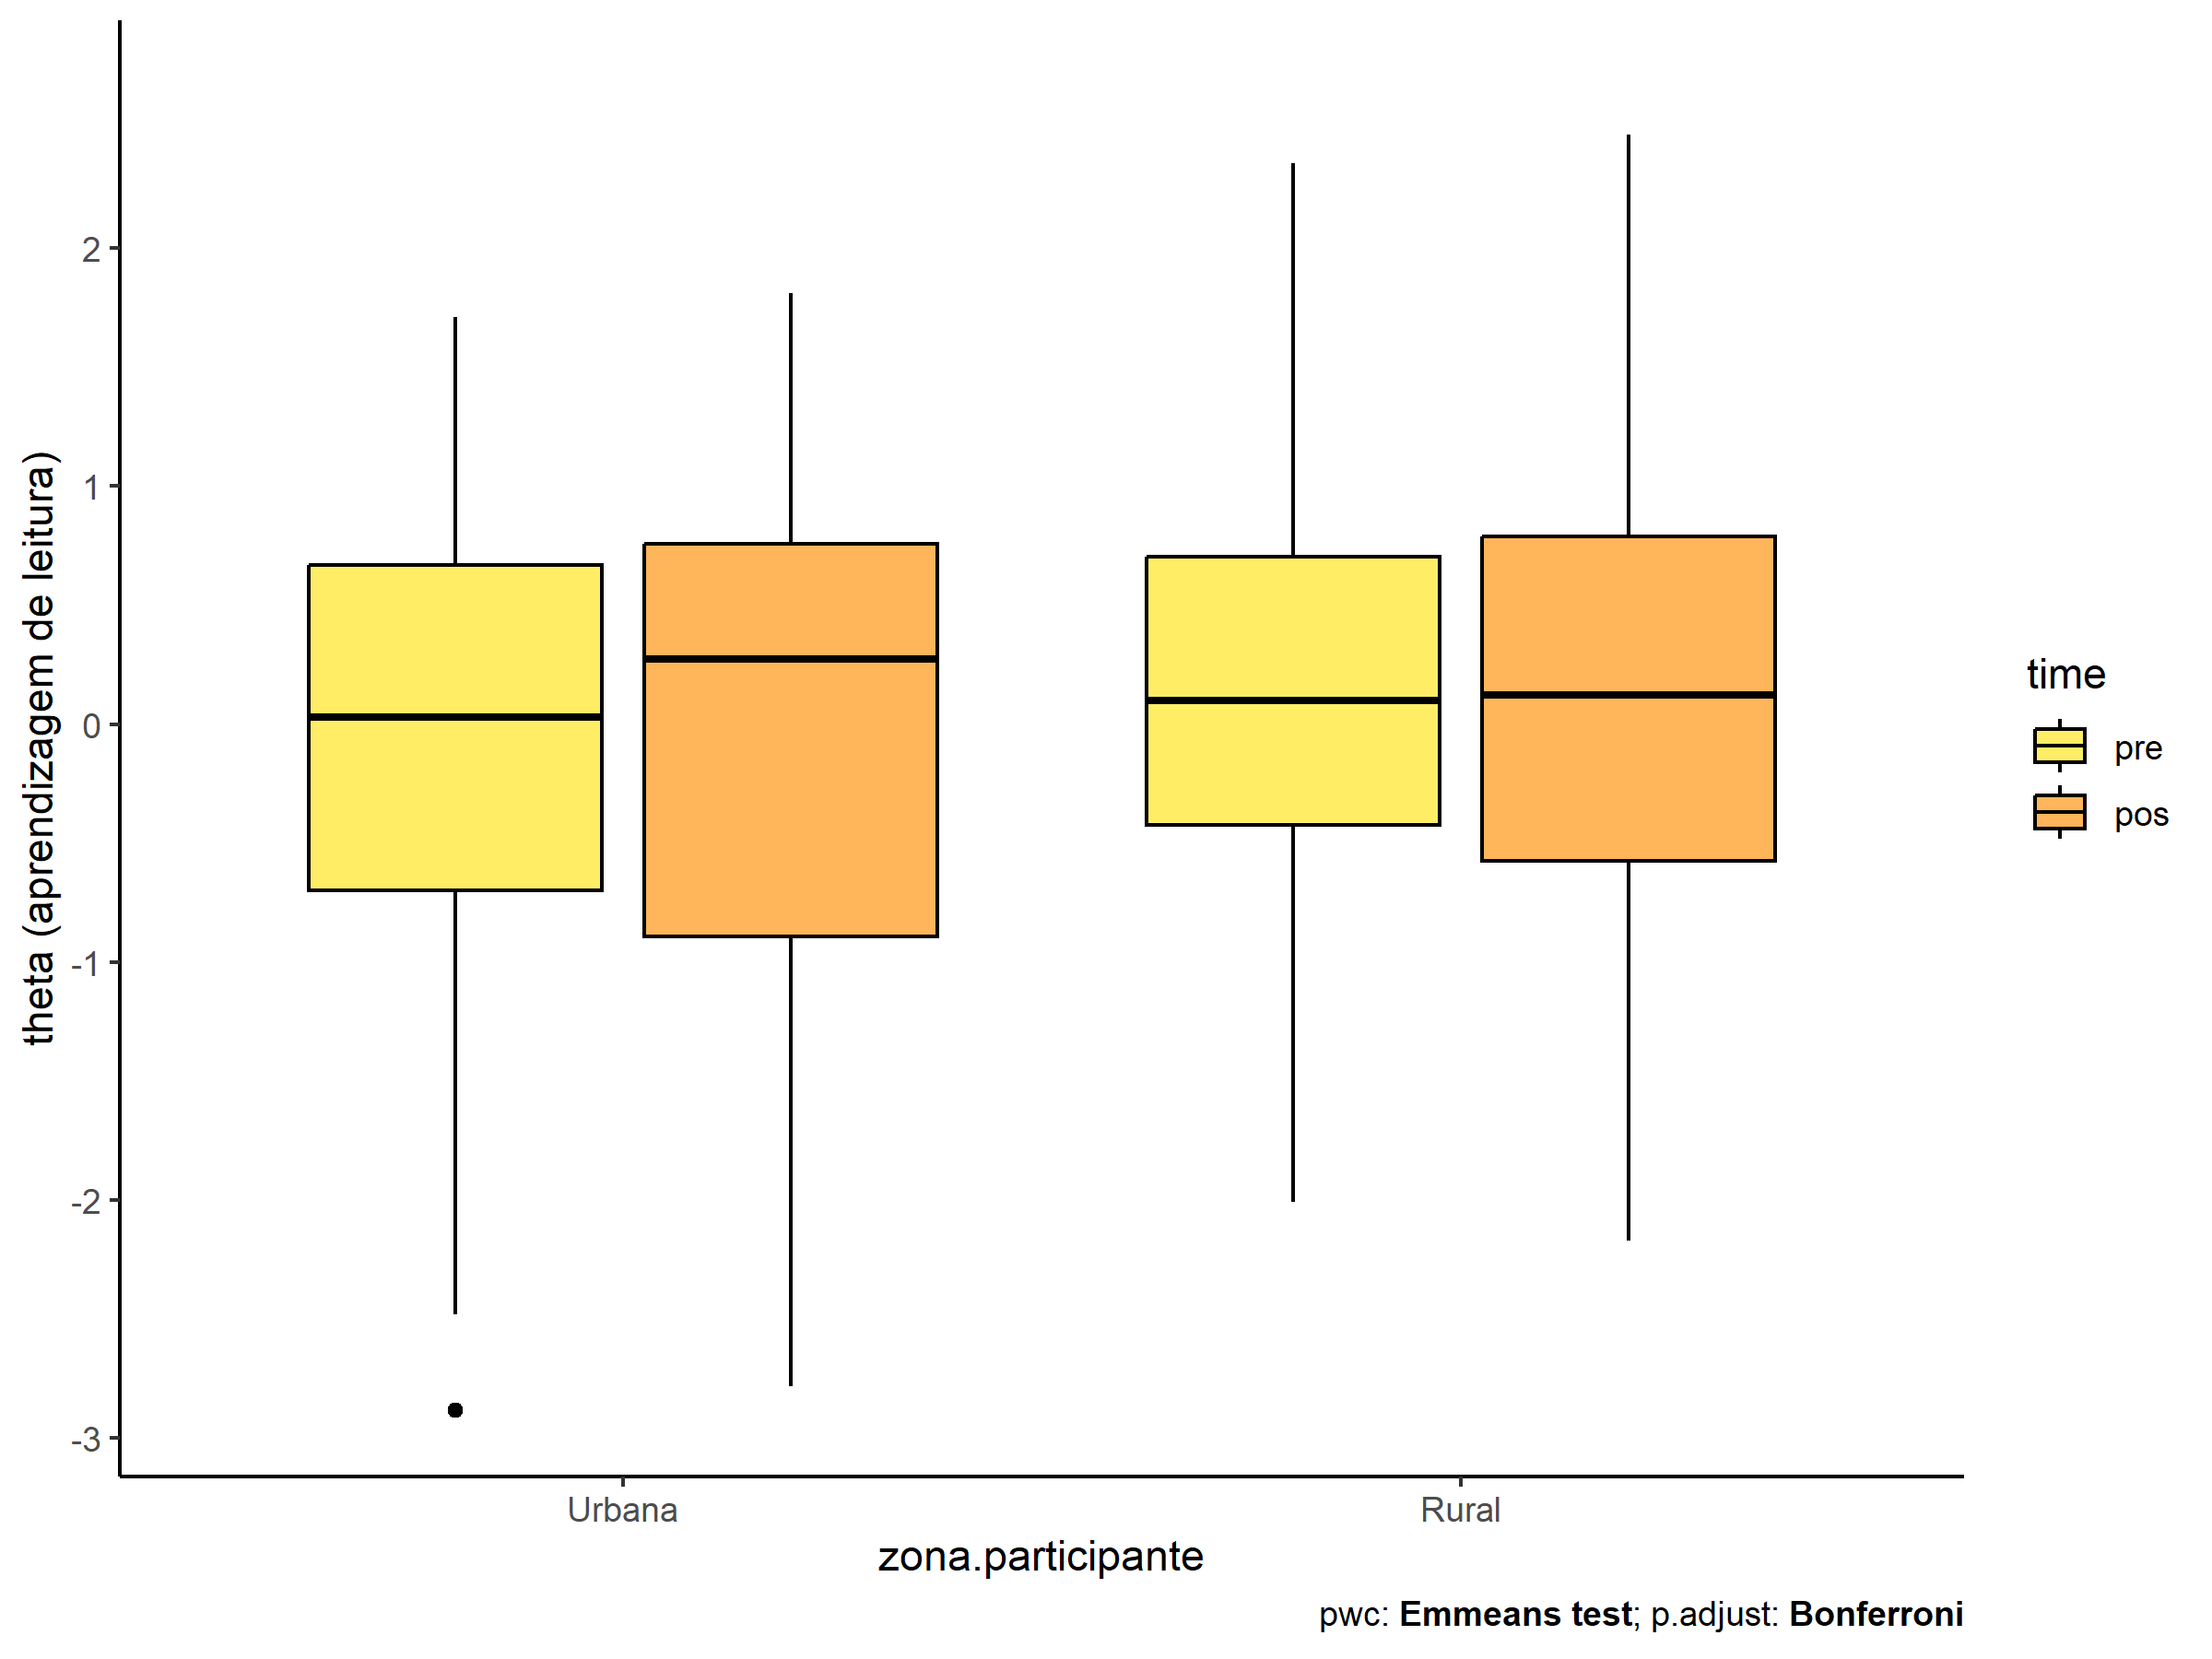 theta (aprendizagem de leitura)
2
1
0
-1
-2
-3
Urbana
Rural
zona.participante
time
pre
pos
pwc: Emmeans test; p.adjust: Bonferroni